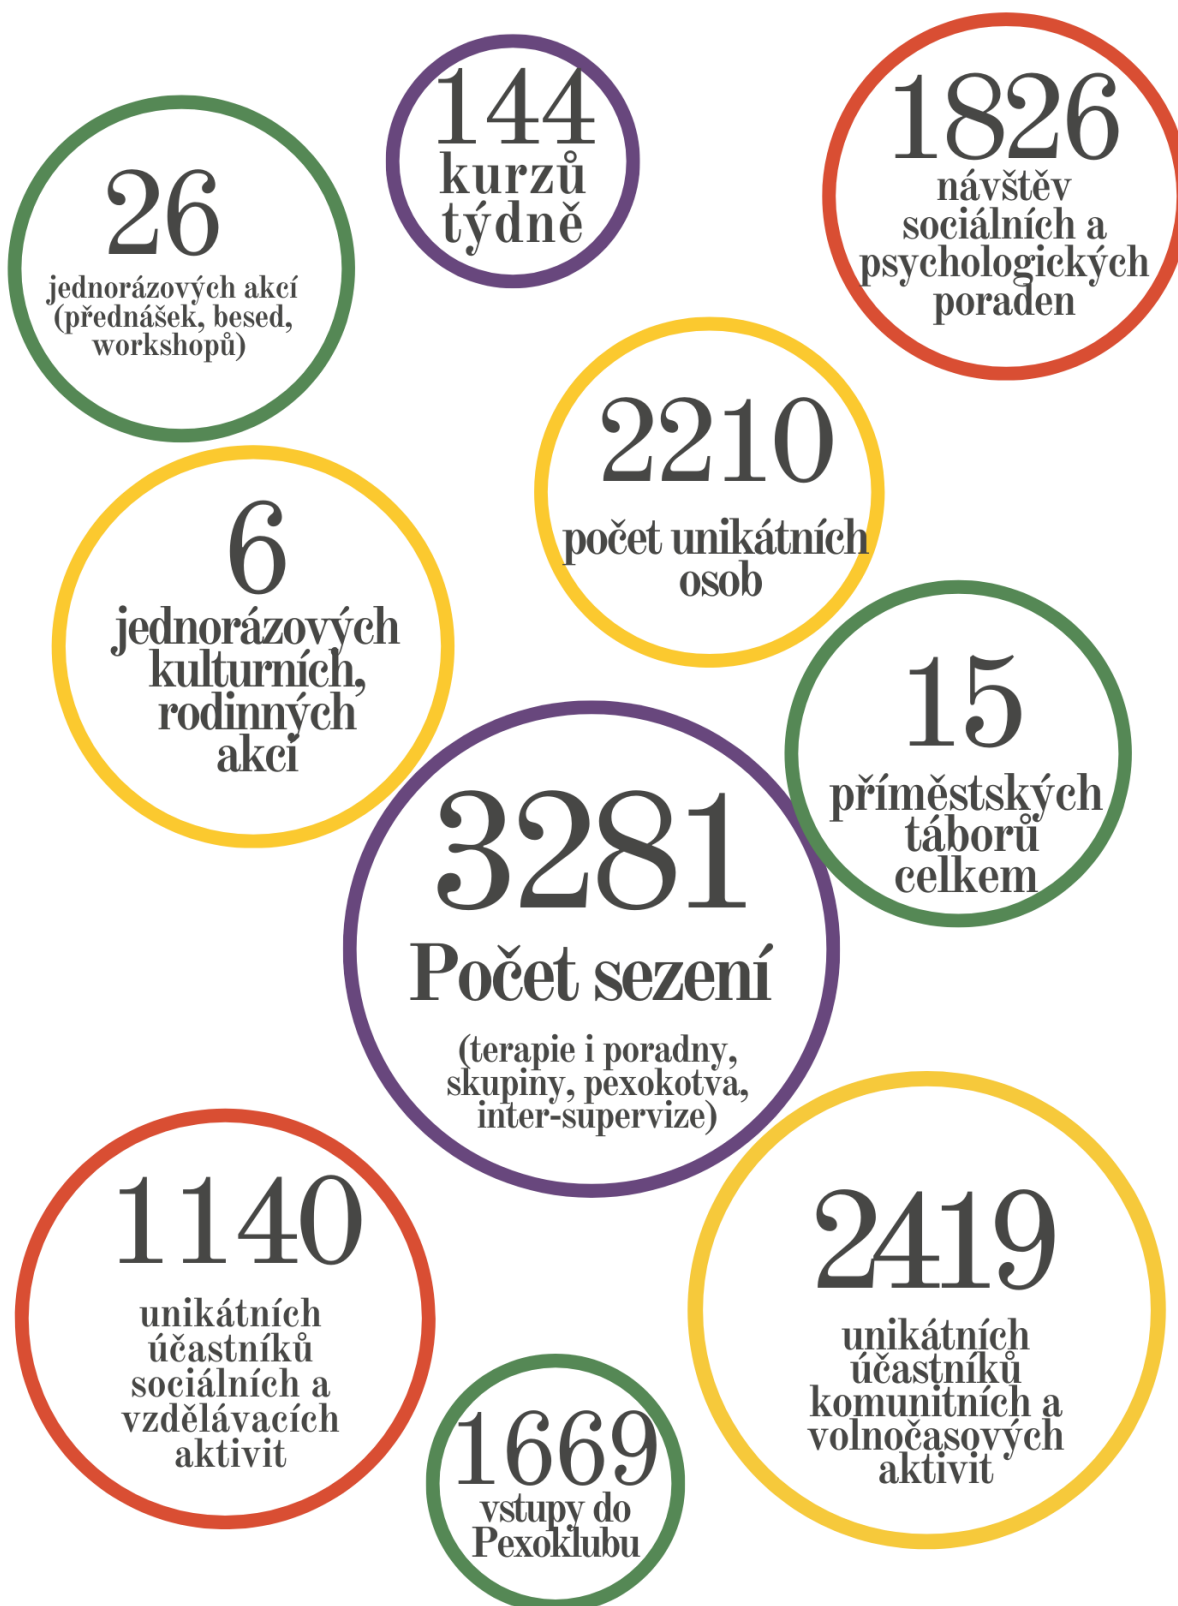 144
kurzů
týdně
1826
návštěv
sociálních a
psychologických
poraden
26
jednorázových akcí
(přednášek, besed,
workshopů)
2210
počet unikátních
osob
6
jednorázových
kulturních,
rodinných
akcí
15
příměstských
táborů
celkem
3281
Počet sezení
(terapie i poradny,
skupiny, pexokotva,
inter-supervize)
1140
unikátních
účastníků
sociálních a
vzdělávacích
aktivit
2419
unikátních
účastníků
komunitních a
volnočasových
aktivit
1669
vstupy do
Pexoklubu